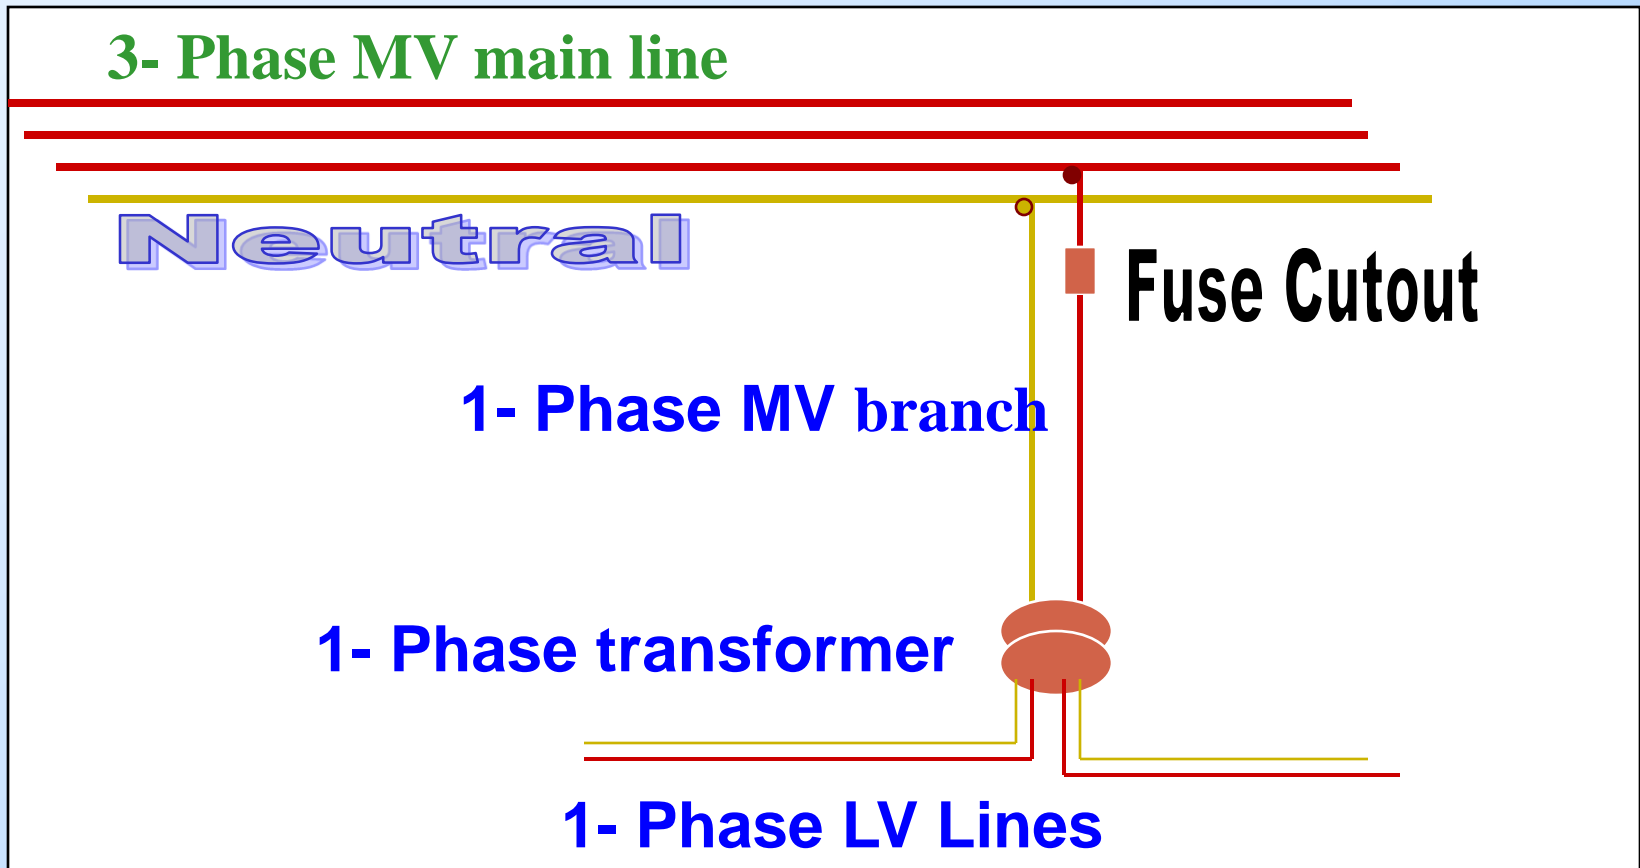 3- Phase MV main line
Neutral
Fuse Cutout
1- Phase MV branch
1- Phase transformer
1- Phase LV Lines